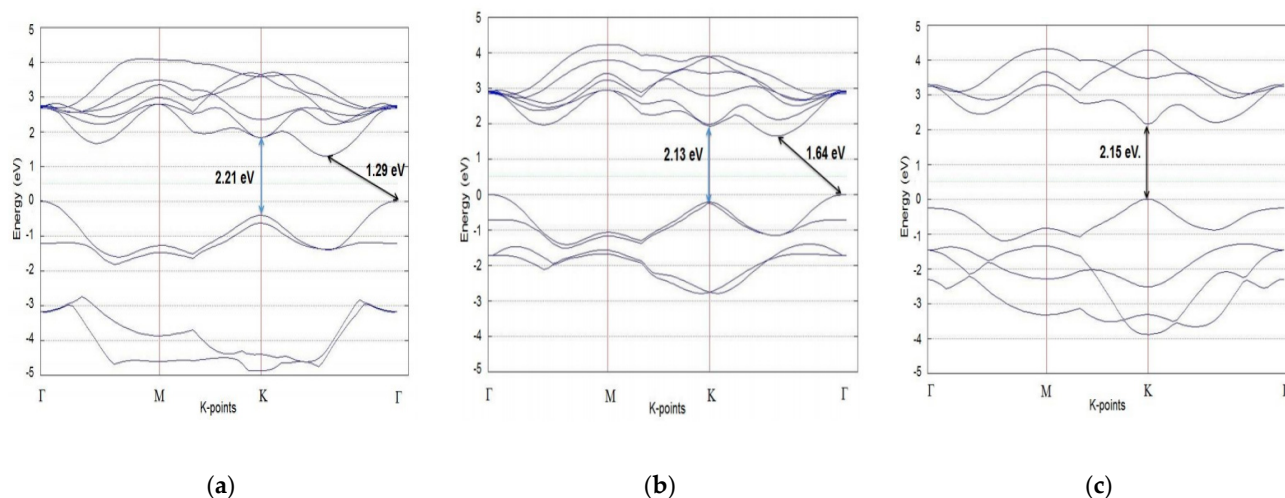 5
4
3
2
1
0
-1
-2
-3
-4
-5
Energy (eV)
2.21 eV
1.29 eV
Γ
M
K
Γ
K-points
(a)
5
4
3
2
1
0
-1
-2
-3
-4
-5
Energy (eV)
2.13 eV
1.64 eV
Γ
M
K
Γ
K-points
(b)
5
4
3
2
1
0
-1
-2
-3
-4
-5
Energy (eV)
2.15 eV.
Γ
M
K
K-points
(c)